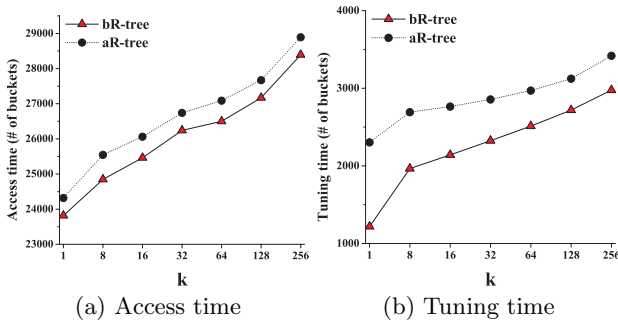 bR-tree
aR-tree
Access time (# of buckets)
29000
28000
27000
26000
25000
24000
23000
1 8 16 32 64 128 256
k
(a) Access time
bR-tree
aR-tree
Tuning time (# of buckets)
4000
3000
2000
1000
1 8 16 32 64 128 256
k
(b) Tuning time